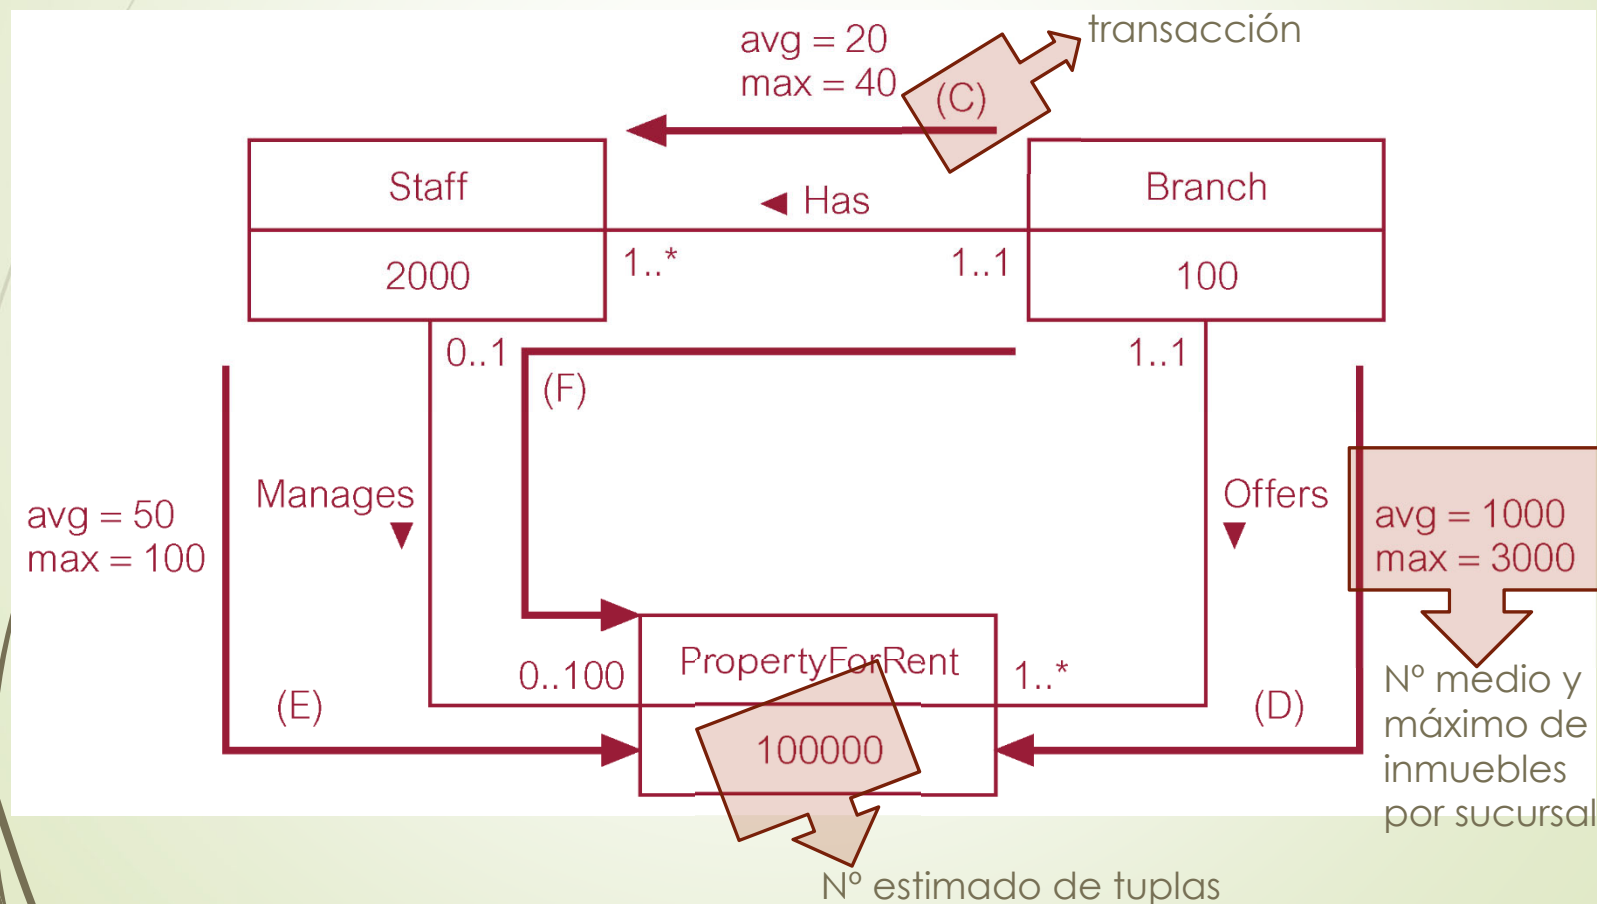 transacción
avg = 20
max = 40
(C)
Staff
◄ Has
Branch
2000
1..*
1..1
100
0..1
1..1
(F)
Manages
Offers
avg = 50
max = 100
avg = 1000
max = 3000
PropertyForRent
0..100
1..*
(E)
(D)
100000
Nº medio y
máximo de
inmuebles
por sucursal
Nº estimado de tuplas